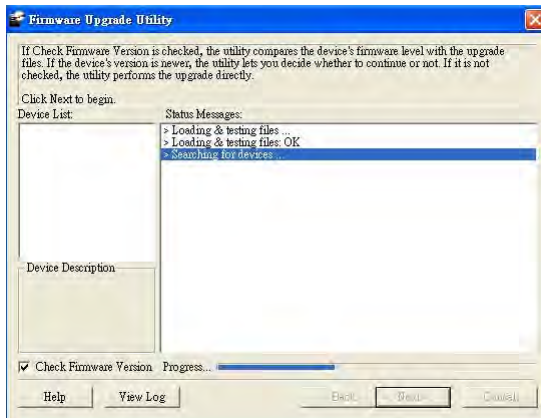 Firmware Upgrade Utility
If Check Firmware Version is checked, the utility compares the device's firmware level with the upgrade
files. If the device's version is newer, the utility lets you decide whether to continue or not. If it is not
checked, the utility performs the upgrade directly.
Click Next to begin.
Device List:
Status Messages:
> Loading & testing files ...
> Loading & testing files: OK
> Searching for devices ...
Device Description
Check Firmware Version Progress...
Help View Log Back Next Cancel